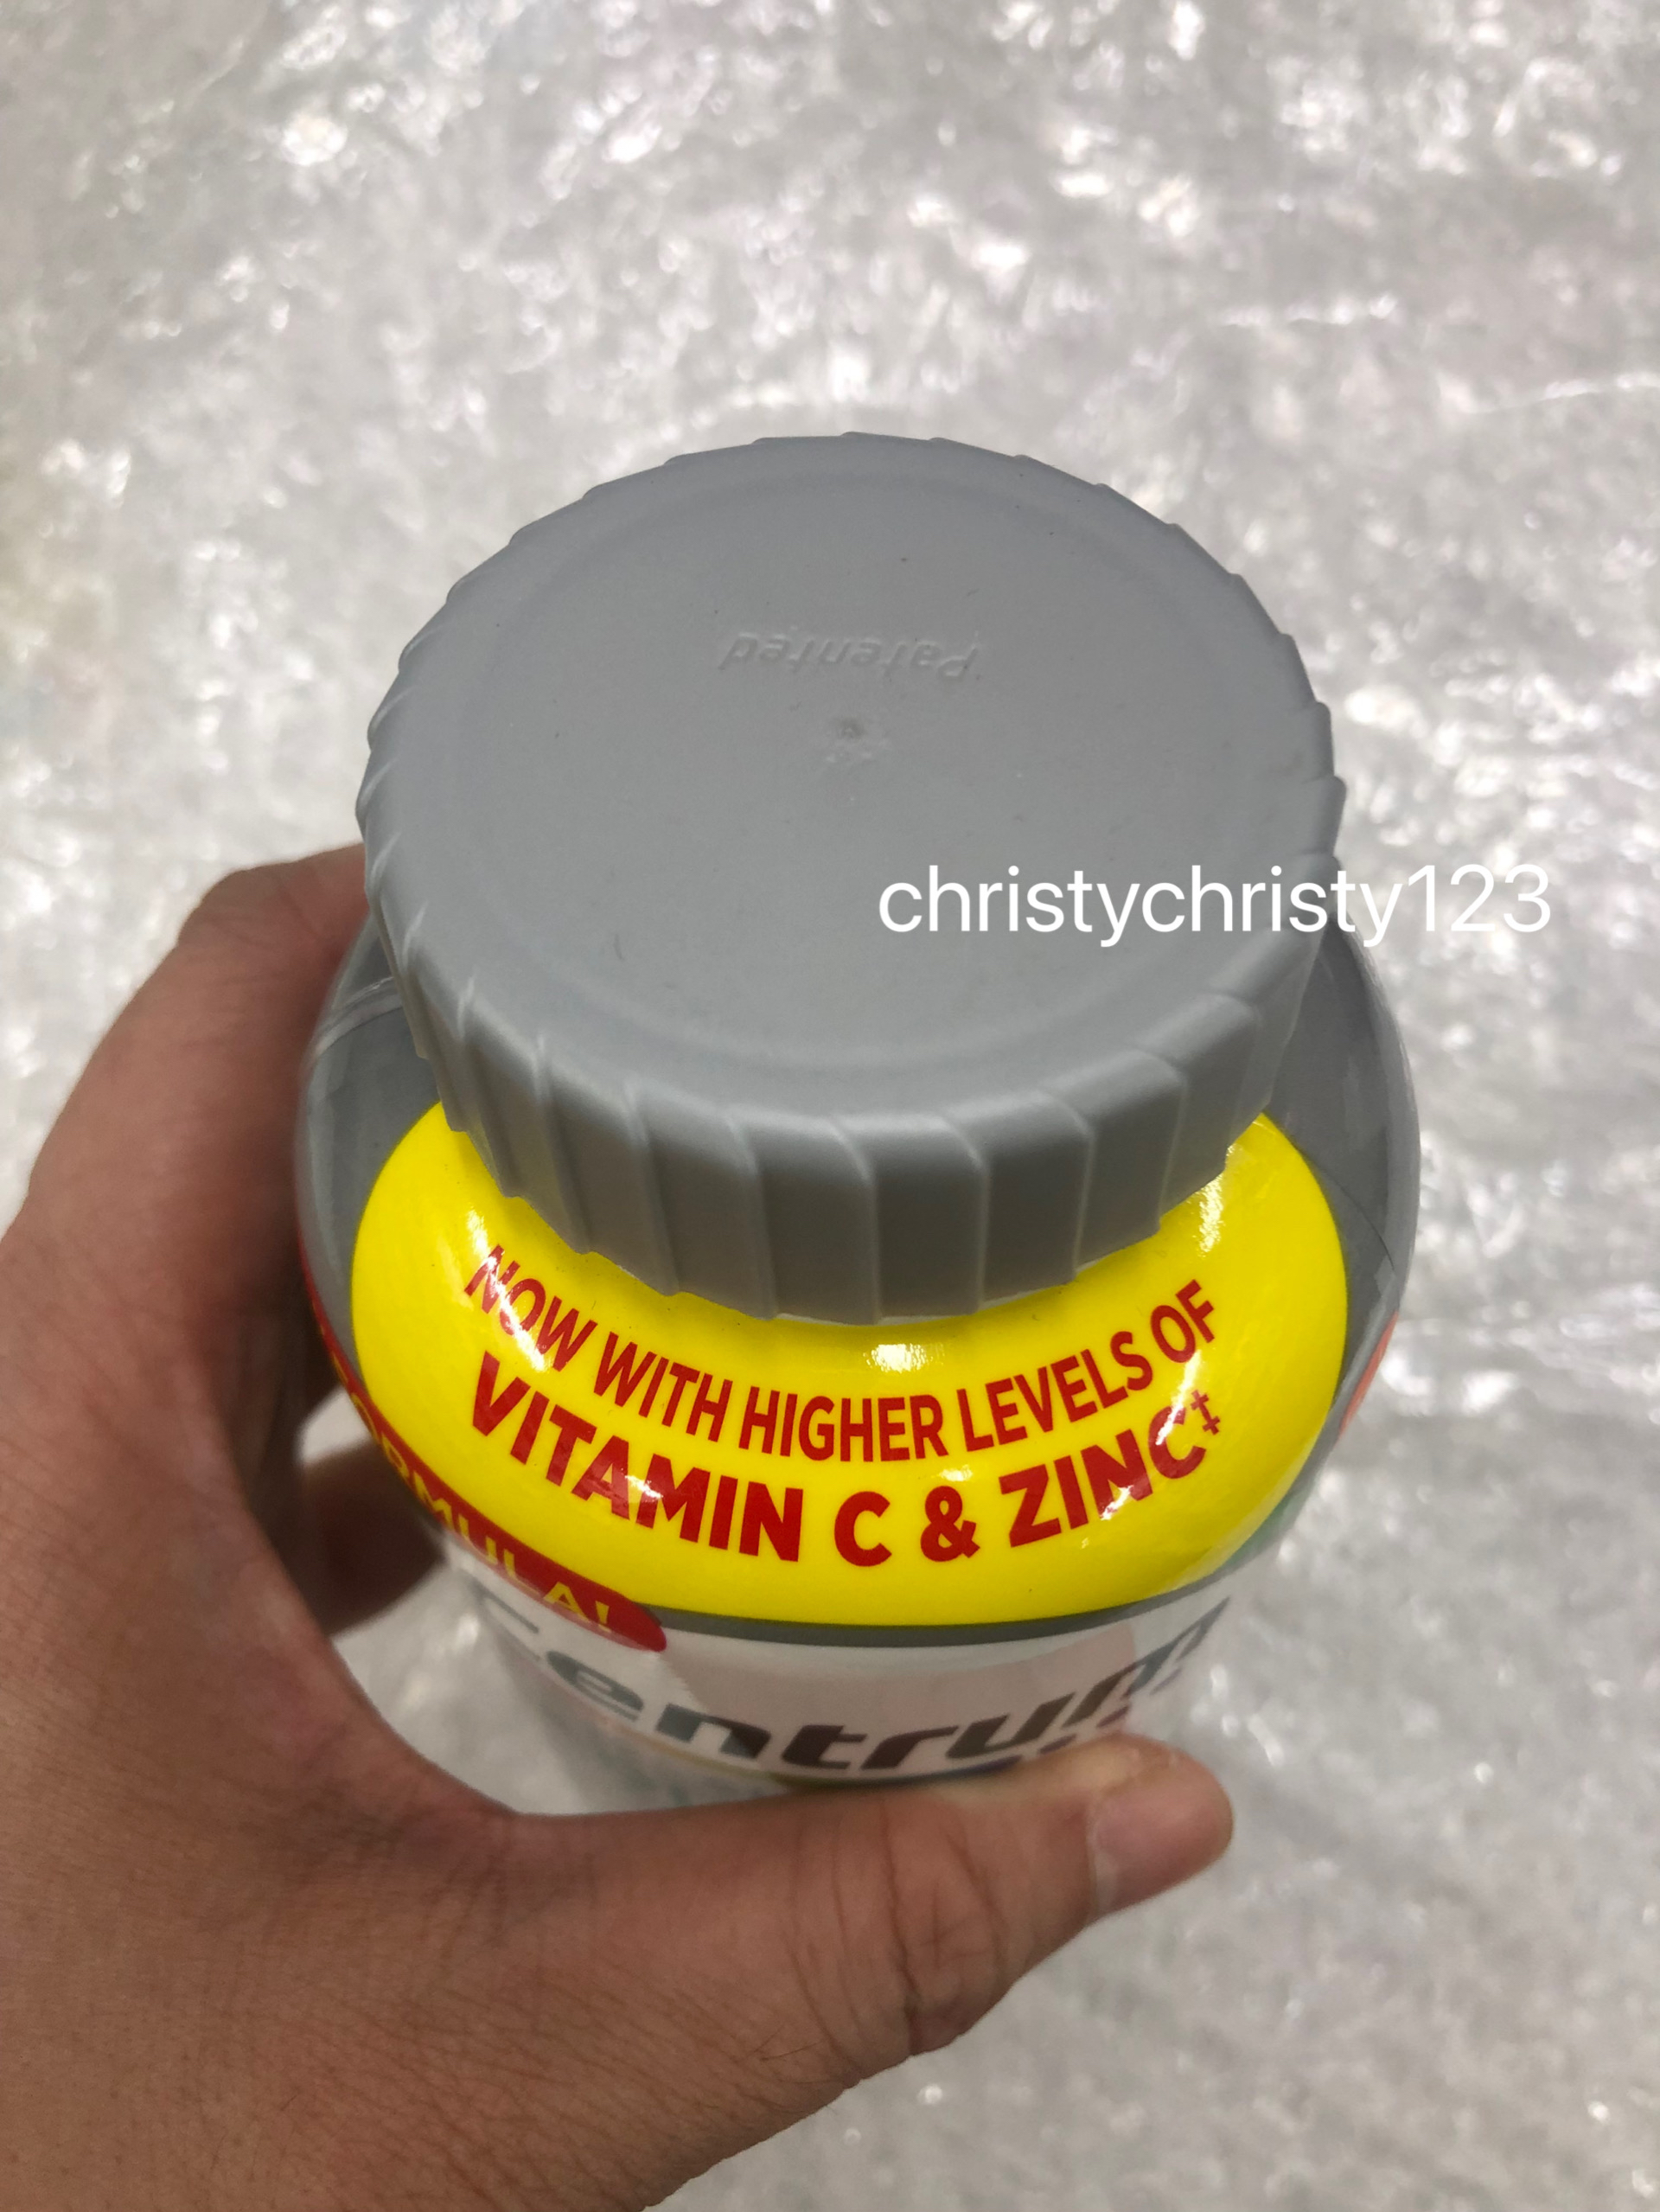 Patented
christychristy123
NOW WITH HIGHER LEVELS OF
VITAMIN C & ZINC‡
FORMULA!
Centrum